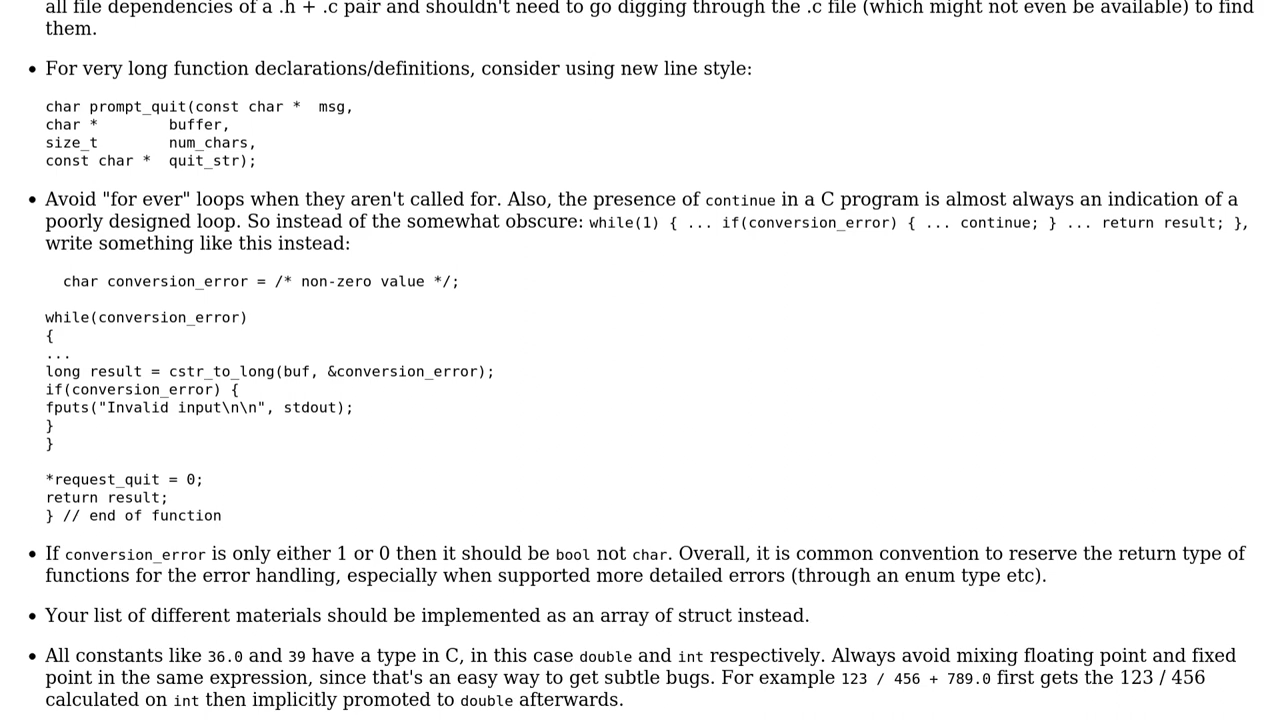 all file dependencies of a .h + .c pair and shouldn't need to go digging through the .c file (which might not even be available) to find
them.
• For very long function declarations/definitions, consider using new line style:
char prompt_quit(const char *  msg,
char *        buffer,
size_t        num_chars,
const char *  quit_str);
• Avoid "for ever" loops when they aren't called for. Also, the presence of continue in a C program is almost always an indication of a
poorly designed loop. So instead of the somewhat obscure: while(1) { ... if(conversion_error) { ... continue; } ... return result; },
write something like this instead:
  char conversion_error = /* non-zero value */;
while(conversion_error)
{
...
long result = cstr_to_long(buf, &conversion_error);
if(conversion_error) {
fputs("Invalid input\n\n", stdout);
}
}
*request_quit = 0;
return result;
} // end of function
• If conversion_error is only either 1 or 0 then it should be bool not char. Overall, it is common convention to reserve the return type of
functions for the error handling, especially when supported more detailed errors (through an enum type etc).
• Your list of different materials should be implemented as an array of struct instead.
• All constants like 36.0 and 39 have a type in C, in this case double and int respectively. Always avoid mixing floating point and fixed
point in the same expression, since that's an easy way to get subtle bugs. For example 123 / 456 + 789.0 first gets the 123 / 456
calculated on int then implicitly promoted to double afterwards.